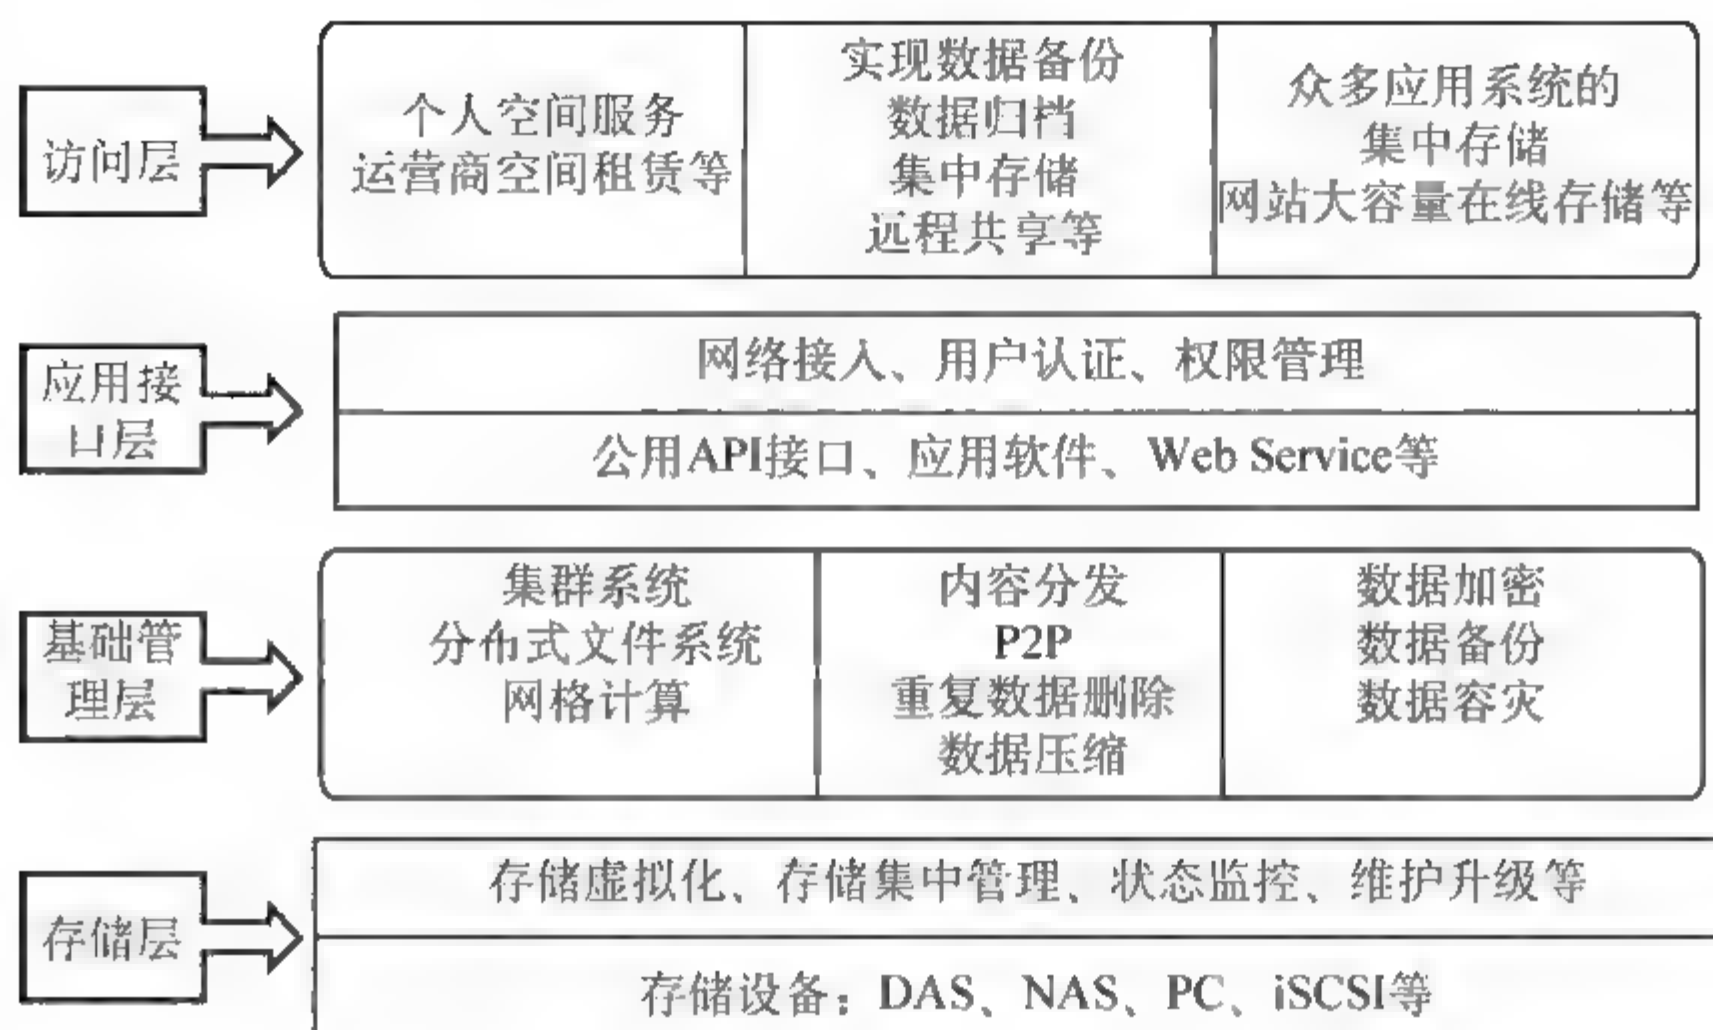 访问层
个人空间服务
运营商空间租赁等
实现数据备份
数据归档
集中存储
远程共享等
众多应用系统的
集中存储
网站大容量在线存储等
应用接
口层
网络接入、用户认证、权限管理
公用API接口、应用软件、Web Service等
基础管
理层
集群系统
分布式文件系统
网格计算
内容分发
P2P
重复数据删除
数据压缩
数据加密
数据备份
数据容灾
存储层
存储虚拟化、存储集中管理、状态监控、维护升级等
存储设备：DAS、NAS、PC、iSCSI等